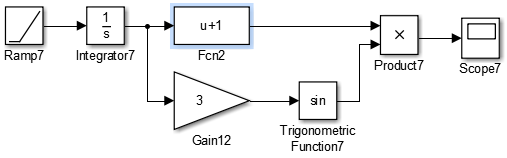 1
s
u+1
×
Ramp7
Integrator7
Fcn2
Product7
Scope7
3
sin
Gain12
Trigonometric
Function7